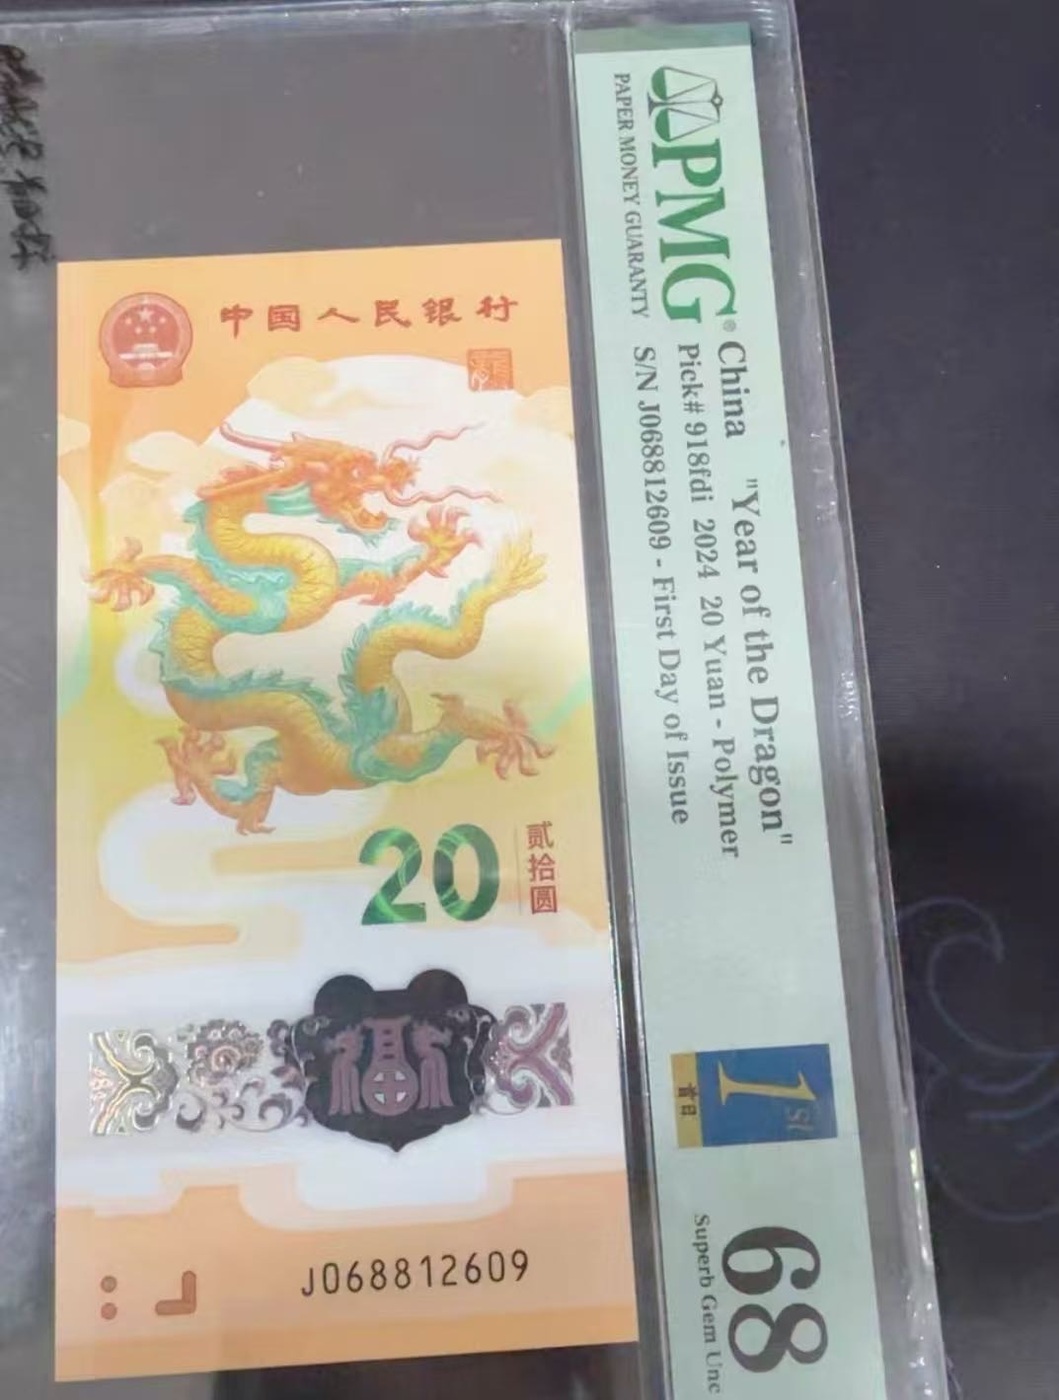 中国人民银行
20
贰拾圆
J068812609
PMG®
PAPER MONEY GUARANTY
China "Year of the Dragon"
Pick# 918fdi 2024 20 Yuan - Polymer
S/N J068812609 - First Day of Issue
1st
首日
68
Superb Gem Unc